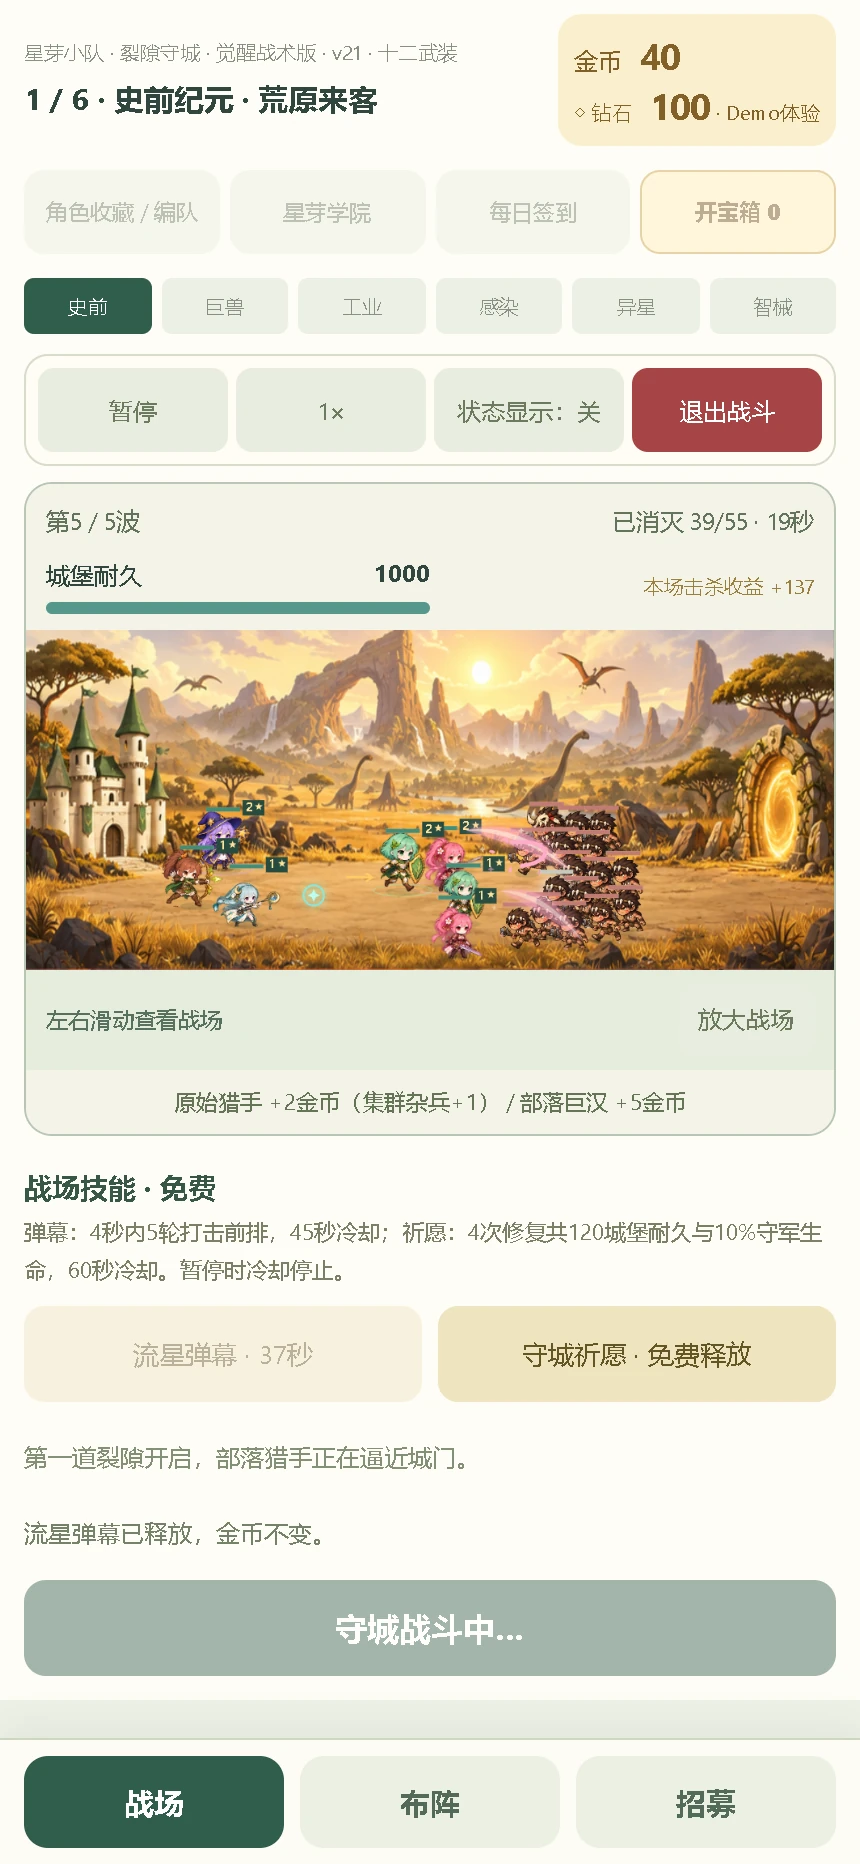 星芽小队 · 裂隙守城 · 觉醒战术版 · v21 · 十二武装
1 / 6 · 史前纪元 · 荒原来客
金币 40
◇ 钻石 100 · Demo体验
角色收藏 / 编队
星芽学院
每日签到
开宝箱 0
史前
巨兽
工业
感染
异星
智械
暂停
1×
状态显示：关
退出战斗
第5 / 5波
已消灭 39/55 · 19秒
城堡耐久 1000
本场击杀收益 +137
2★
1★
1★
2★
2★
1★
1★
左右滑动查看战场
放大战场
原始猎手 +2金币（集群杂兵+1） / 部落巨汉 +5金币
战场技能 · 免费
弹幕：4秒内5轮打击前排，45秒冷却；祈愿：4次修复共120城堡耐久与10%守军生
命，60秒冷却。暂停时冷却停止。
流星弹幕 · 37秒
守城祈愿 · 免费释放
第一道裂隙开启，部落猎手正在逼近城门。
流星弹幕已释放，金币不变。
守城战斗中...
战场
布阵
招募